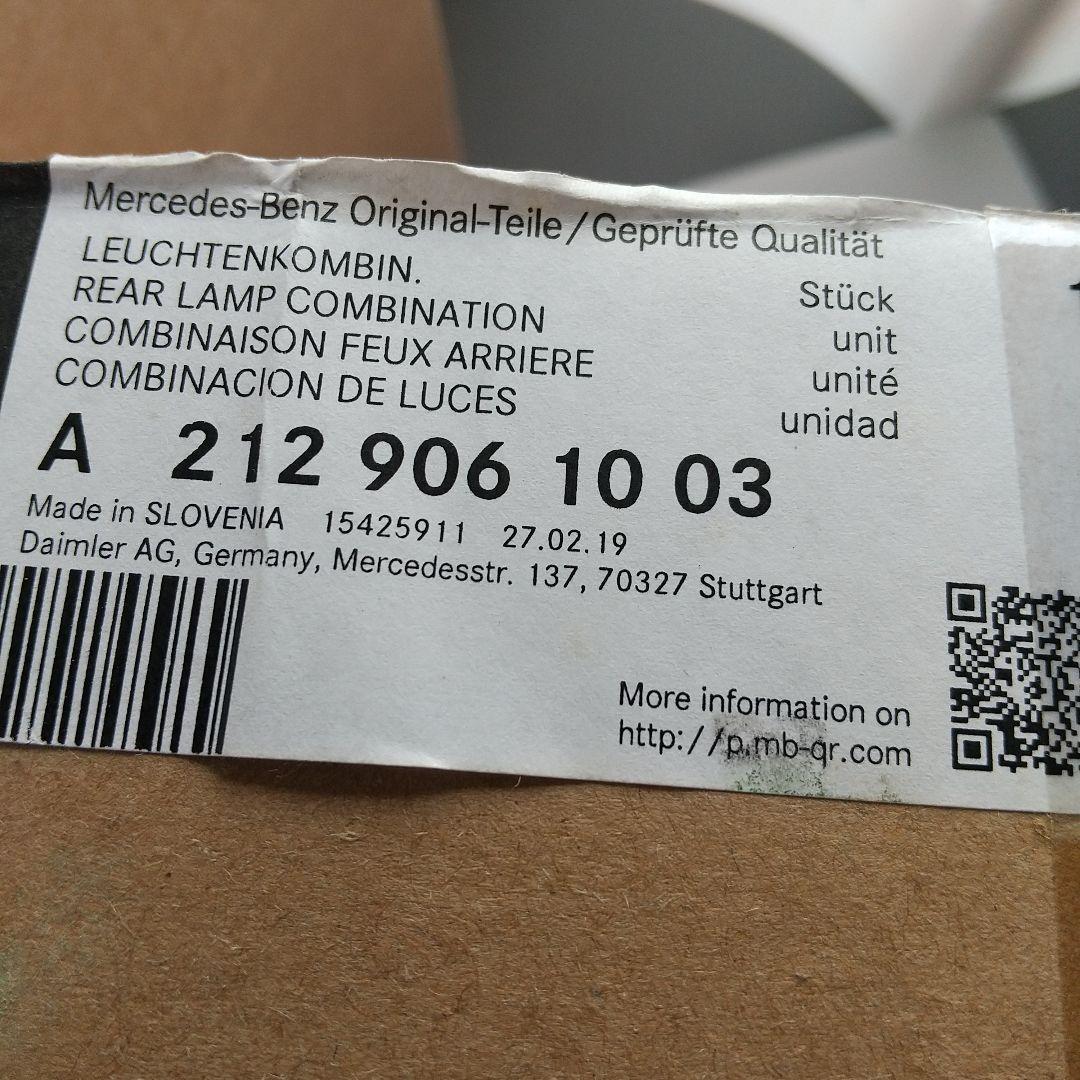 Mercedes-Benz Original-Teile/Geprüfte Qualität
LEUCHTENKOMBIN.
REAR LAMP COMBINATION
COMBINAISON FEUX ARRIERE
COMBINACION DE LUCES
Stück
unit
unité
unidad
A 212 906 10 03
Made in SLOVENIA 15425911 27.02.19
Daimler AG, Germany, Mercedesstr. 137, 70327 Stuttgart
More information on
http://p.mb-qr.com